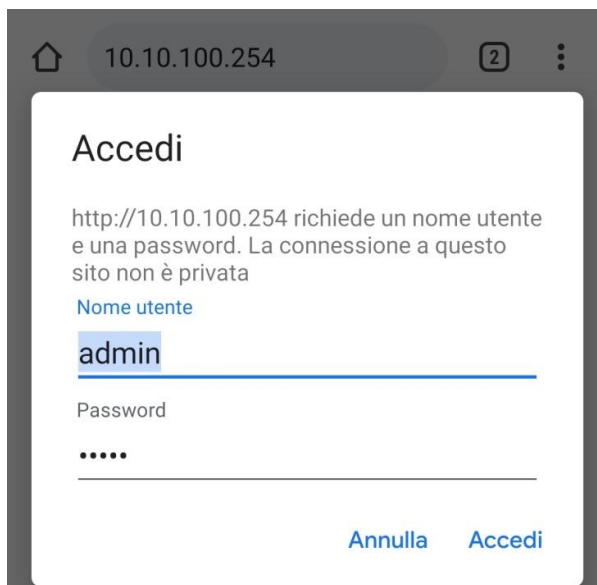 10.10.100.254
2
Accedi
http://10.10.100.254 richiede un nome utente
e una password. La connessione a questo
sito non è privata
Nome utente
admin
Password
•••••
Annulla Accedi